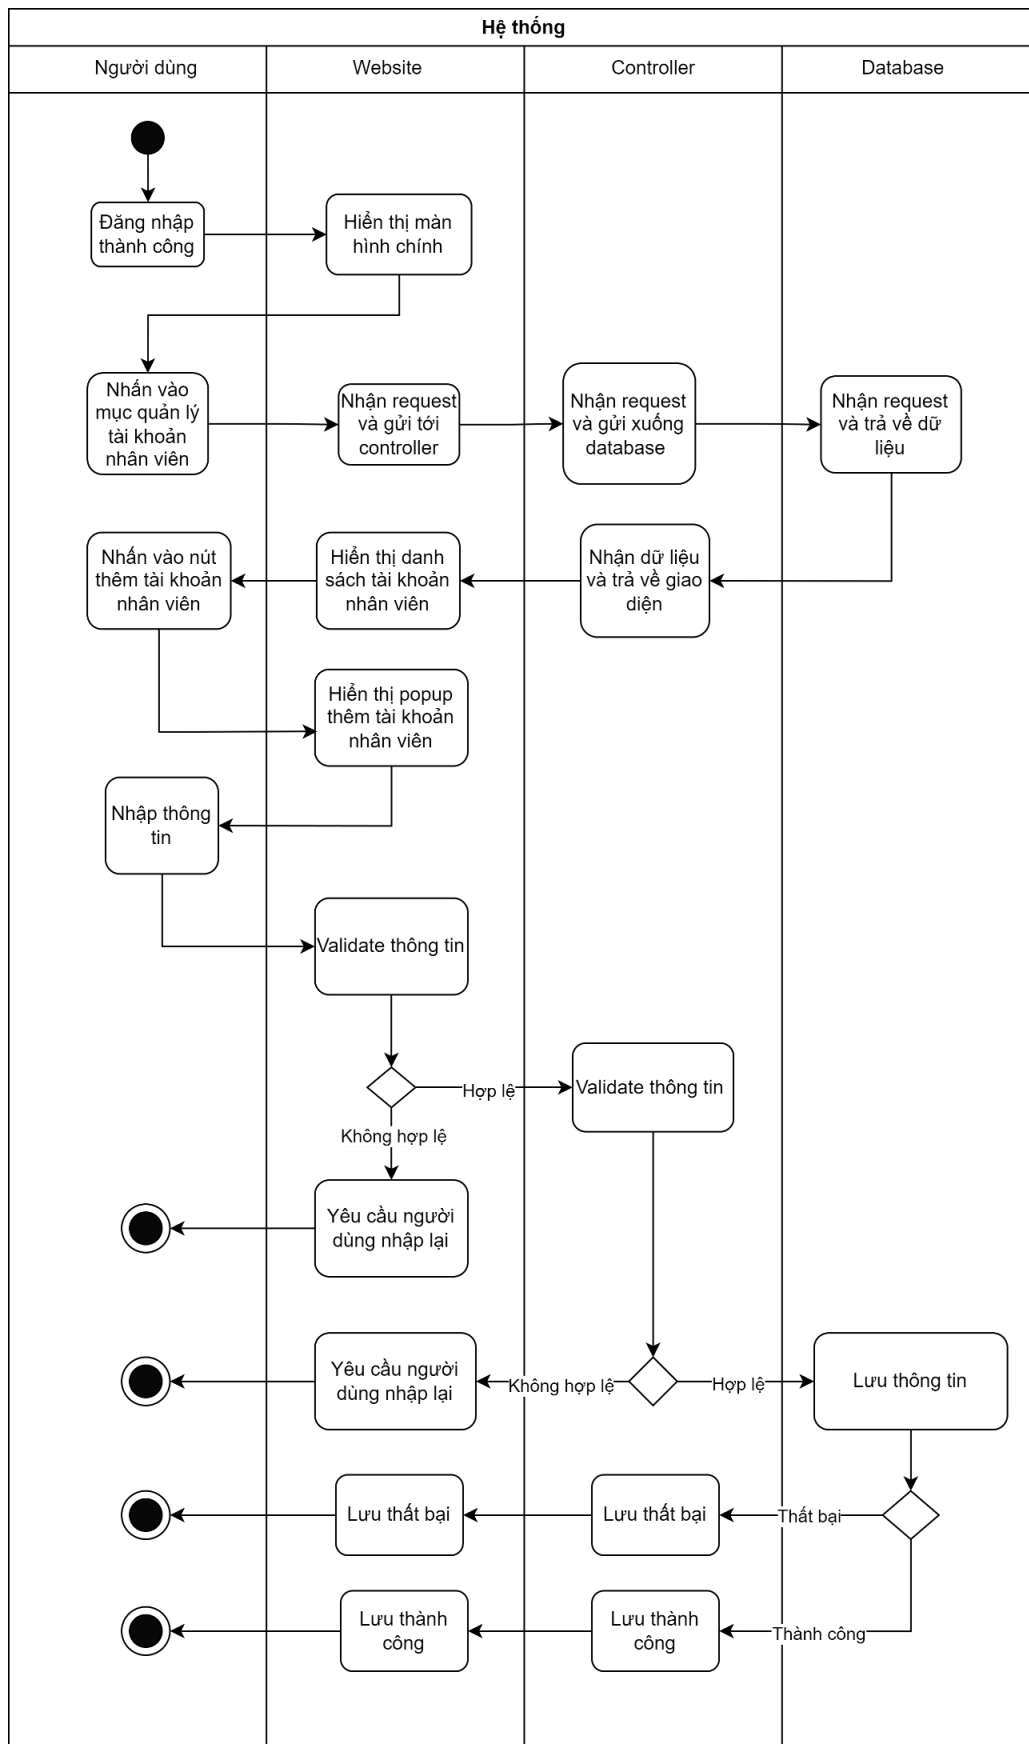 Hệ thống
Người dùng
Website
Controller
Database
Đăng nhập
thành công
Hiển thị màn
hình chính
Nhấn vào
mục quản lý
tài khoản
nhân viên
Nhận request
và gửi tới
controller
Nhận request
và gửi xuống
database
Nhận request
và trả về dữ
liệu
Nhấn vào nút
thêm tài khoản
nhân viên
Hiển thị danh
sách tài khoản
nhân viên
Nhận dữ liệu
và trả về giao
diện
Hiển thị popup
thêm tài khoản
nhân viên
Nhập thông
tin
Validate thông tin
Hợp lệ
Validate thông tin
Không hợp lệ
Yêu cầu người
dùng nhập lại
Yêu cầu người
dùng nhập lại
Không hợp lệ
Hợp lệ
Lưu thông tin
Lưu thất bại
Lưu thất bại
Thất bại
Lưu thành
công
Lưu thành
công
Thành công